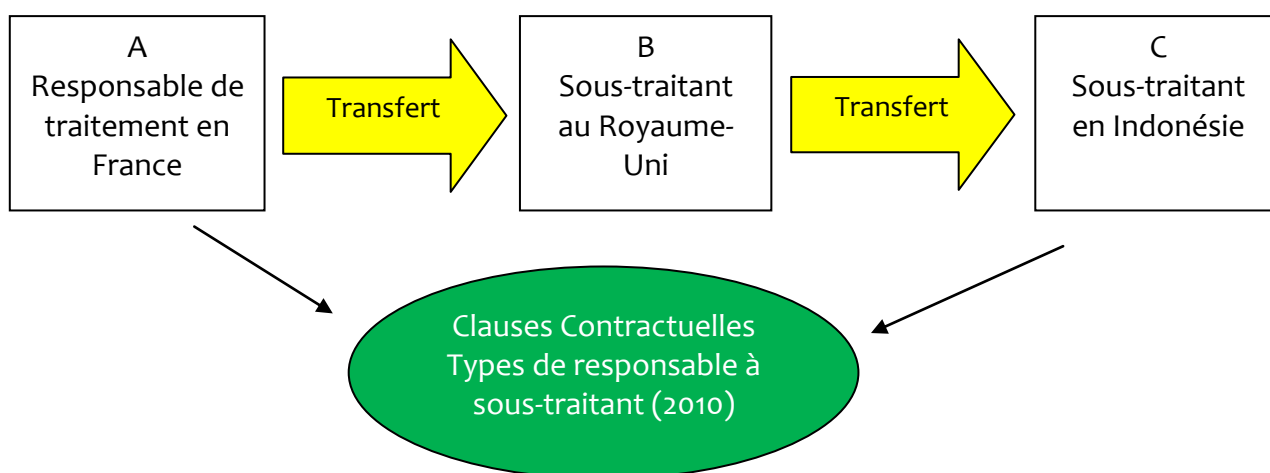 A
Responsable de
traitement en
France
Transfert
B
Sous-traitant
au Royaume-
Uni
Transfert
C
Sous-traitant
en Indonésie
Clauses Contractuelles
Types de responsable à
sous-traitant (2010)